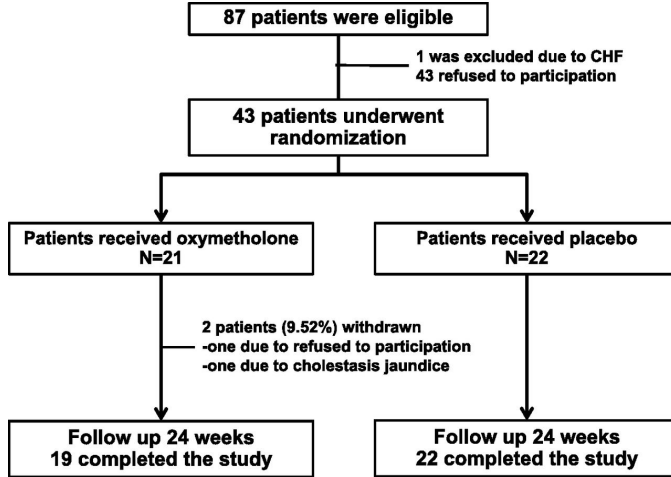 87 patients were eligible
1 was excluded due to CHF
43 refused to participation
43 patients underwent
randomization
Patients received oxymetholone
N=21
Patients received placebo
N=22
2 patients (9.52%) withdrawn
-one due to refused to participation
-one due to cholestasis jaundice
Follow up 24 weeks
19 completed the study
Follow up 24 weeks
22 completed the study